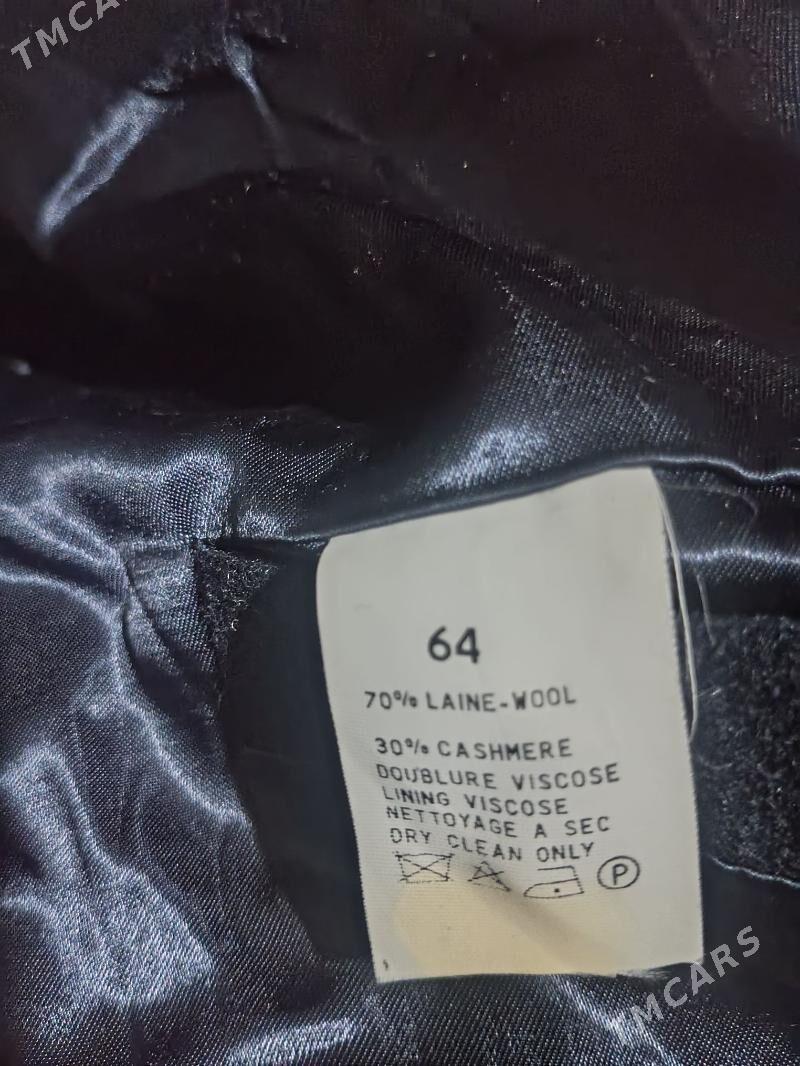 TMCARS
64
70% LAINE-WOOL
30% CASHMERE
DOUBLURE VISCOSE
LINING VISCOSE
NETTOYAGE A SEC
DRY CLEAN ONLY
P
TMCARS